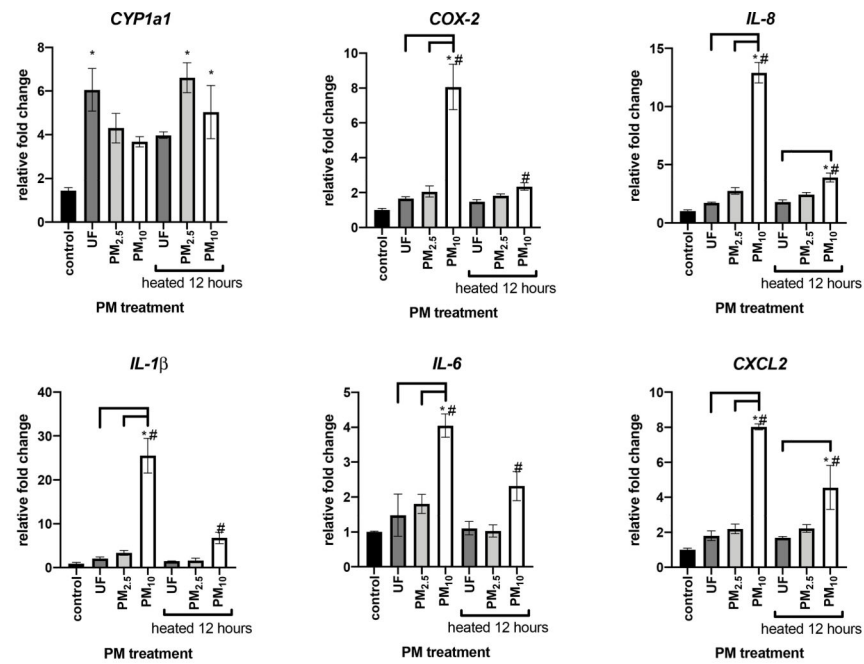 CYP1a1
relative fold change
8
6
4
2
0
*
*
*
control
UF
PM2.5
PM10
UF
PM2.5
PM10
heated 12 hours
PM treatment
COX-2
relative fold change
10
8
6
4
2
0
*#
#
control
UF
PM2.5
PM10
UF
PM2.5
PM10
heated 12 hours
PM treatment
IL-8
relative fold change
15
10
5
0
*#
*#
control
UF
PM2.5
PM10
UF
PM2.5
PM10
heated 12 hours
PM treatment
IL-1β
relative fold change
40
30
20
10
0
*#
#
control
UF
PM2.5
PM10
UF
PM2.5
PM10
heated 12 hours
PM treatment
IL-6
relative fold change
5
4
3
2
1
0
*#
#
control
UF
PM2.5
PM10
UF
PM2.5
PM10
heated 12 hours
PM treatment
CXCL2
relative fold change
10
8
6
4
2
0
*#
*#
control
UF
PM2.5
PM10
UF
PM2.5
PM10
heated 12 hours
PM treatment